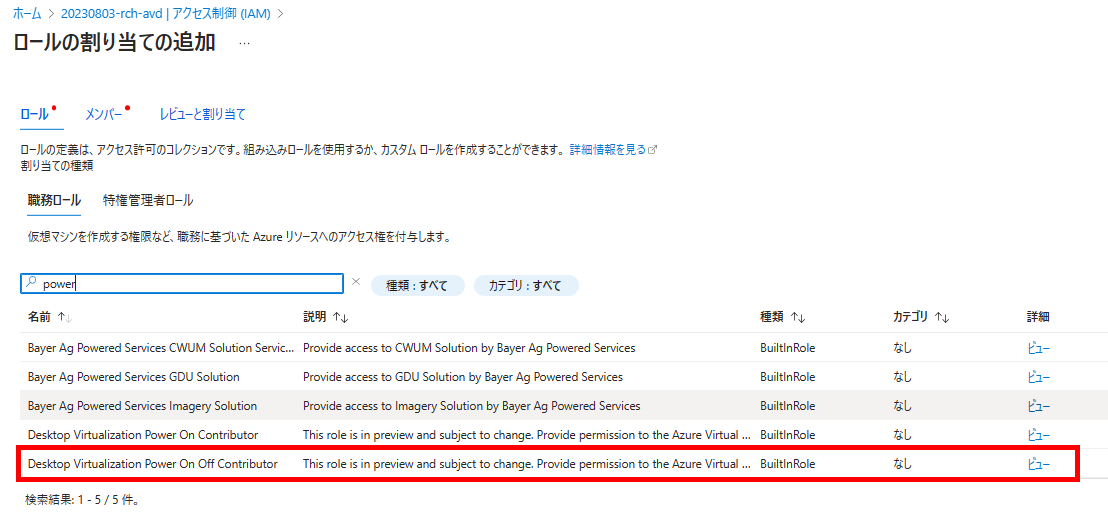 ホーム > 20230803-rch-avd | アクセス制御 (IAM) >
ロールの割り当ての追加 …
ロール メンバー レビューと割り当て
ロールの定義は、アクセス許可のコレクションです。組み込みロールを使用するか、カスタム ロールを作成することができます。 詳細情報を見る
割り当ての種類
職務ロール 特権管理者ロール
仮想マシンを作成する権限など、職務に基づいた Azure リソースへのアクセス権を付与します。
power × 種類 : すべて カテゴリ : すべて
名前 ↑↓ 説明 ↑↓ 種類 ↑↓ カテゴリ ↑↓ 詳細
Bayer Ag Powered Services CWUM Solution Servic... Provide access to CWUM Solution by Bayer Ag Powered Services BuiltInRole なし ビュー
Bayer Ag Powered Services GDU Solution Provide access to GDU Solution by Bayer Ag Powered Services BuiltInRole なし ビュー
Bayer Ag Powered Services Imagery Solution Provide access to Imagery Solution by Bayer Ag Powered Services BuiltInRole なし ビュー
Desktop Virtualization Power On Contributor This role is in preview and subject to change. Provide permission to the Azure Virtual ... BuiltInRole なし ビュー
Desktop Virtualization Power On Off Contributor This role is in preview and subject to change. Provide permission to the Azure Virtual ... BuiltInRole なし ビュー
検索結果: 1 - 5 / 5 件。